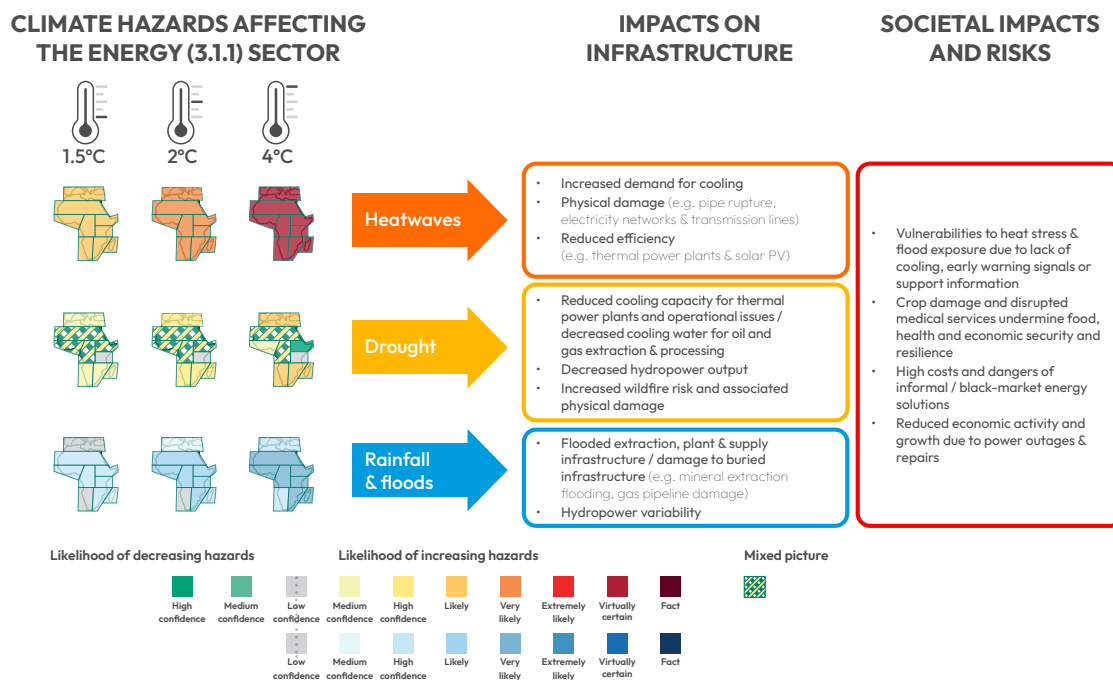 CLIMATE HAZARDS AFFECTING
THE ENERGY (3.1.1) SECTOR
IMPACTS ON
INFRASTRUCTURE
SOCIETAL IMPACTS
AND RISKS
1.5°C
2°C
4°C
Heatwaves
• Increased demand for cooling
• Physical damage (e.g. pipe rupture,
electricity networks & transmission lines)
• Reduced efficiency
(e.g. thermal power plants & solar PV)
Drought
• Reduced cooling capacity for thermal
power plants and operational issues /
decreased cooling water for oil and
gas extraction & processing
• Decreased hydropower output
• Increased wildfire risk and associated
physical damage
Rainfall
& floods
• Flooded extraction, plant & supply
infrastructure / damage to buried
infrastructure (e.g. mineral extraction
flooding, gas pipeline damage)
• Hydropower variability
• Vulnerabilities to heat stress &
flood exposure due to lack of
cooling, early warning signals or
support information
• Crop damage and disrupted
medical services undermine food,
health and economic security and
resilience
• High costs and dangers of
informal / black-market energy
solutions
• Reduced economic activity and
growth due to power outages &
repairs
Likelihood of decreasing hazards
Likelihood of increasing hazards
Mixed picture
High
confidence
Medium
confidence
Low
confidence
Medium
confidence
High
confidence
Likely
Very
likely
Extremely
likely
Virtually
certain
Fact
Low
confidence
Medium
confidence
High
confidence
Likely
Very
likely
Extremely
likely
Virtually
certain
Fact